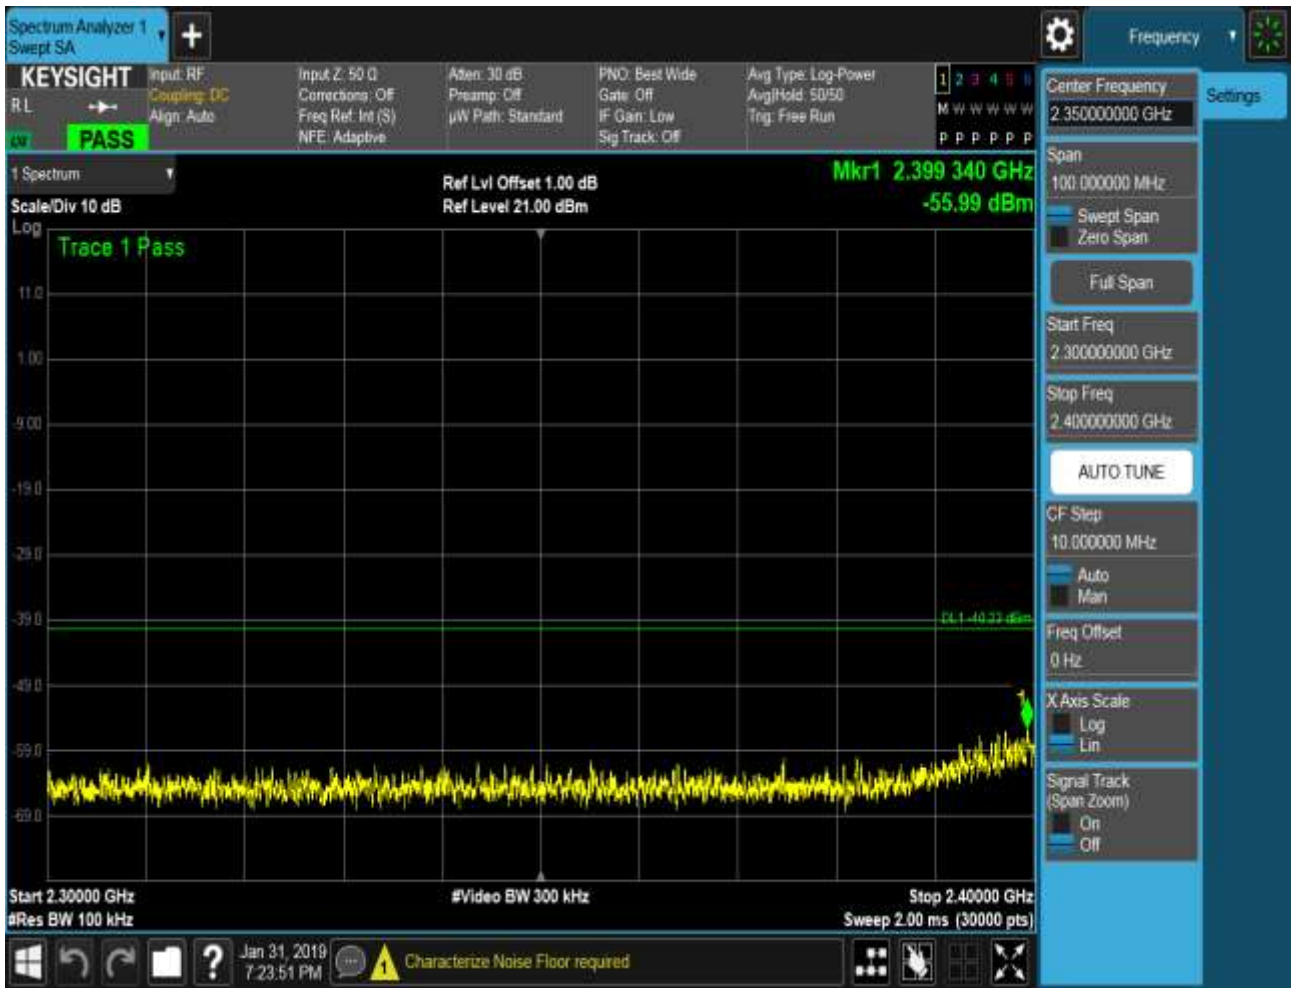 Spectrum Analyzer 1
Swept SA
Frequency
KEYSIGHT
Input: RF
Coupling: DC
Align: Auto
Input Z: 50 Ω
Corrections: Off
Freq Ref: Int (S)
NFE: Adaptive
Atten: 30 dB
Preamp: Off
µW Path: Standard
PNO: Best Wide
Gate: Off
IF Gain: Low
Sig Track: Off
Avg Type: Log-Power
Avg|Hold: 50/50
Trig: Free Run
1 2 3 4 5 6
M W W W W W
P P P P P P
R L
PASS
1 Spectrum
Scale/Div 10 dB
Ref Lvl Offset 1.00 dB
Ref Level 21.00 dBm
Mkr1 2.399 340 GHz
-55.99 dBm
Log
Trace 1 Pass
11.0
1.00
-9.00
-19.0
-29.0
-39.0
DL1 -40.33 dBm
-49.0
1
-59.0
-69.0
Start 2.30000 GHz
#Video BW 300 kHz
Stop 2.40000 GHz
#Res BW 100 kHz
Sweep 2.00 ms (30000 pts)
Center Frequency
2.350000000 GHz
Settings
Span
100.000000 MHz
Swept Span
Zero Span
Full Span
Start Freq
2.300000000 GHz
Stop Freq
2.400000000 GHz
AUTO TUNE
CF Step
10.000000 MHz
Auto
Man
Freq Offset
0 Hz
X Axis Scale
Log
Lin
Signal Track
(Span Zoom)
On
Off
?
Jan 31, 2019
7:23:51 PM
1
Characterize Noise Floor required